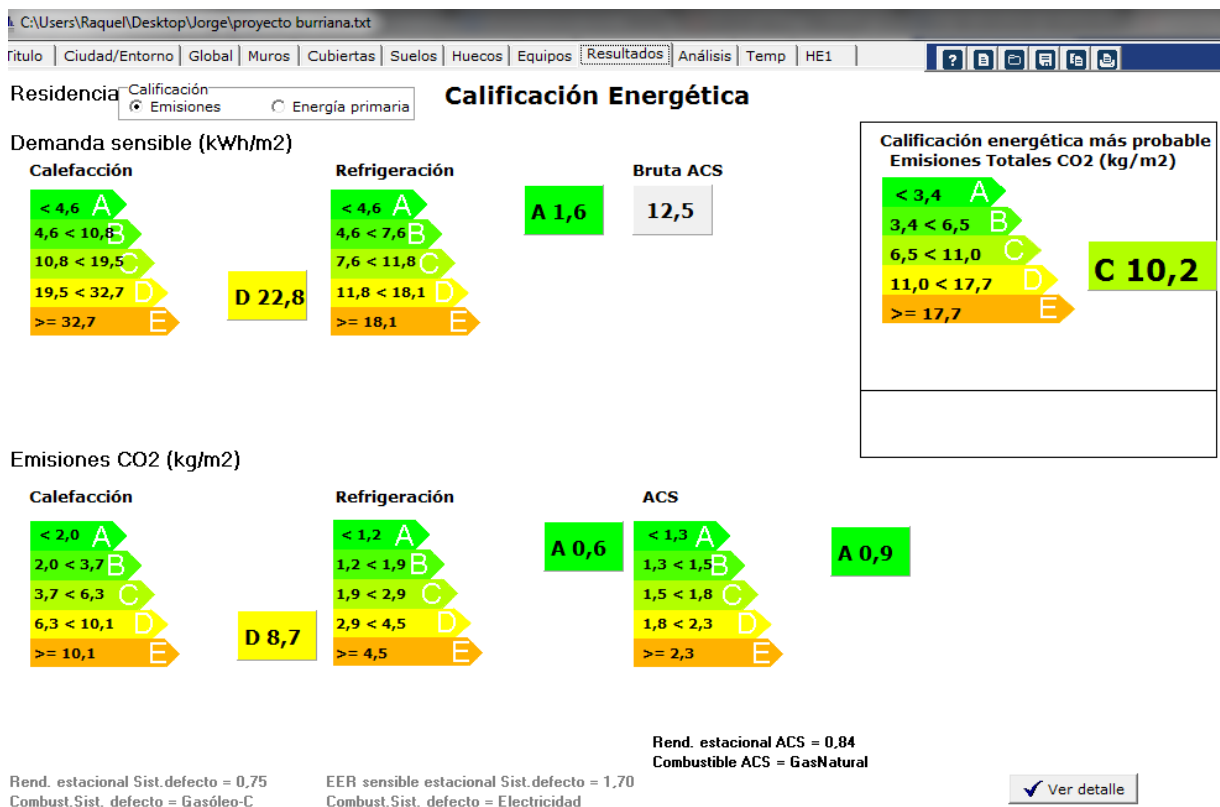 C:\Users\Raquel\Desktop\Jorge\proyecto burriana.txt
Titulo Ciudad/Entorno Global Muros Cubiertas Suelos Huecos Equipos Resultados Análisis Temp HE1
?
Residencia
Calificación
Emisiones Energía primaria
Calificación Energética
Demanda sensible (kWh/m2)
Calefacción
< 4,6 A
4,6 < 10,8 B
10,8 < 19,5 C
19,5 < 32,7 D
>= 32,7 E
D 22,8
Refrigeración
< 4,6 A
4,6 < 7,6 B
7,6 < 11,8 C
11,8 < 18,1 D
>= 18,1 E
A 1,6
Bruta ACS
12,5
Calificación energética más probable
Emisiones Totales CO2 (kg/m2)
< 3,4 A
3,4 < 6,5 B
6,5 < 11,0 C
11,0 < 17,7 D
>= 17,7 E
C 10,2
Emisiones CO2 (kg/m2)
Calefacción
< 2,0 A
2,0 < 3,7 B
3,7 < 6,3 C
6,3 < 10,1 D
>= 10,1 E
D 8,7
Refrigeración
< 1,2 A
1,2 < 1,9 B
1,9 < 2,9 C
2,9 < 4,5 D
>= 4,5 E
A 0,6
ACS
< 1,3 A
1,3 < 1,5 B
1,5 < 1,8 C
1,8 < 2,3 D
>= 2,3 E
A 0,9
Rend. estacional ACS = 0,84
Combustible ACS = GasNatural
Rend. estacional Sist.defecto = 0,75
Combust.Sist. defecto = Gasóleo-C
EER sensible estacional Sist.defecto = 1,70
Combust.Sist. defecto = Electricidad
Ver detalle